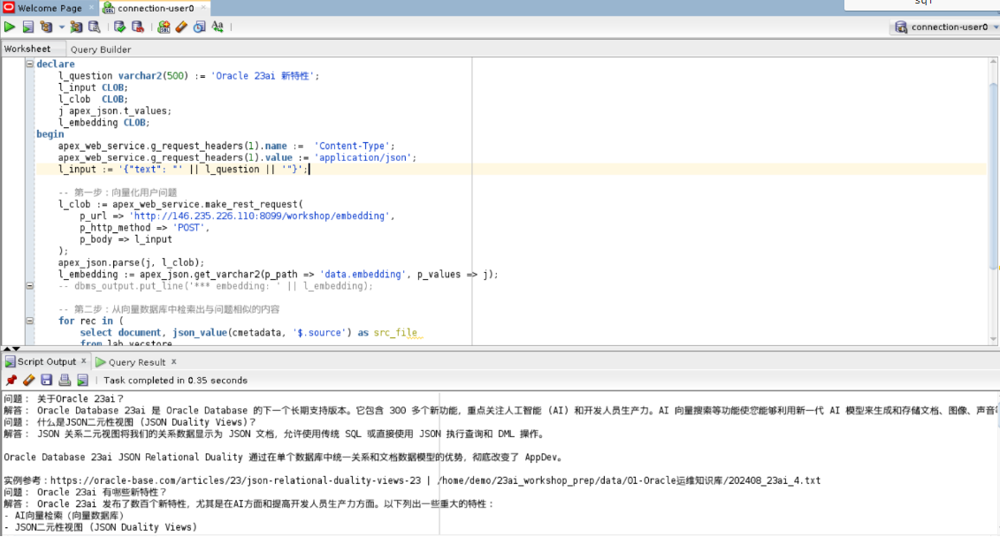 sql
Welcome Page
connection-user0
connection-user0
Worksheet
Query Builder
declare
l_question varchar2(500) := 'Oracle 23ai 新特性';
l_input CLOB;
l_clob CLOB;
j apex_json.t_values;
l_embedding CLOB;
begin
apex_web_service.g_request_headers(1).name := 'Content-Type';
apex_web_service.g_request_headers(1).value := 'application/json';
l_input := '{"text": "' || l_question || '"}';
-- 第一步：向量化用户问题
l_clob := apex_web_service.make_rest_request(
p_url => 'http://146.235.226.110:8099/workshop/embedding',
p_http_method => 'POST',
p_body => l_input
);
apex_json.parse(j, l_clob);
l_embedding := apex_json.get_varchar2(p_path => 'data.embedding', p_values => j);
-- dbms_output.put_line('*** embedding: ' || l_embedding);
-- 第二步：从向量数据库中检索出与问题相似的内容
for rec in (
select document, json_value(cmetadata, '$.source') as src_file
from lab_vecstore
Script Output
Query Result
Task completed in 0.35 seconds
问题： 关于Oracle 23ai？
解答： Oracle Database 23ai 是 Oracle Database 的下一个长期支持版本。它包含 300 多个新功能，重点关注人工智能 (AI) 和开发人员生产力。AI 向量搜索等功能使您能够利用新一代 AI 模型来生成和存储文档、图像、声音
问题： 什么是JSON二元性视图 (JSON Duality Views)？
解答： JSON 关系二元视图将我们的关系数据显示为 JSON 文档，允许使用传统 SQL 或直接使用 JSON 执行查询和 DML 操作。
Oracle Database 23ai JSON Relational Duality 通过在单个数据库中统一关系和文档数据模型的优势，彻底改变了 AppDev。
实例参考：https://oracle-base.com/articles/23/json-relational-duality-views-23 | /home/demo/23ai_workshop_prep/data/01-Oracle运维知识库/202408_23ai_4.txt
问题： Oracle 23ai 有哪些新特性？
解答： Oracle 23ai 发布了数百个新特性，尤其是在AI方面和提高开发人员生产力方面。以下列出一些重大的特性：
- AI向量检索（向量数据库）
- JSON二元性视图 (JSON Duality Views)